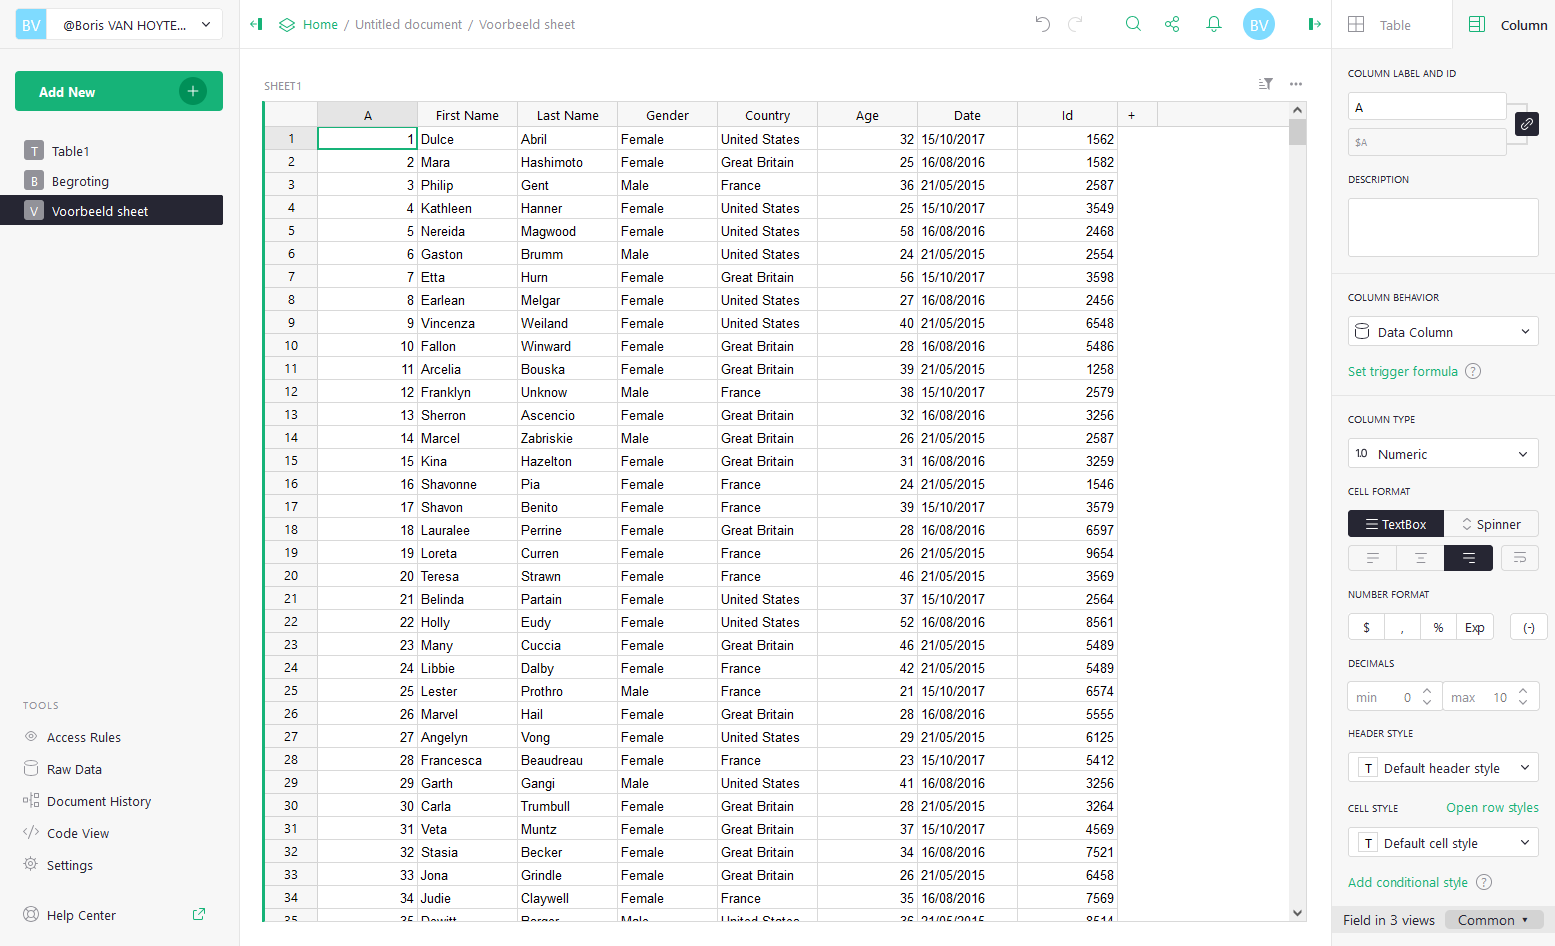 BV @Boris VAN HOYTE...
Home / Untitled document / Voorbeeld sheet
BV
Table
Column
Add New +
T Table1
B Begroting
V Voorbeeld sheet
TOOLS
Access Rules
Raw Data
Document History
Code View
Settings
Help Center
SHEET1
A First Name Last Name Gender Country Age Date Id +
1 1 Dulce Abril Female United States 32 15/10/2017 1562
2 2 Mara Hashimoto Female Great Britain 25 16/08/2016 1582
3 3 Philip Gent Male France 36 21/05/2015 2587
4 4 Kathleen Hanner Female United States 25 15/10/2017 3549
5 5 Nereida Magwood Female United States 58 16/08/2016 2468
6 6 Gaston Brumm Male United States 24 21/05/2015 2554
7 7 Etta Hurn Female Great Britain 56 15/10/2017 3598
8 8 Earlean Melgar Female United States 27 16/08/2016 2456
9 9 Vincenza Weiland Female United States 40 21/05/2015 6548
10 10 Fallon Winward Female Great Britain 28 16/08/2016 5486
11 11 Arcelia Bouska Female Great Britain 39 21/05/2015 1258
12 12 Franklyn Unknow Male France 38 15/10/2017 2579
13 13 Sherron Ascencio Female Great Britain 32 16/08/2016 3256
14 14 Marcel Zabriskie Male Great Britain 26 21/05/2015 2587
15 15 Kina Hazelton Female Great Britain 31 16/08/2016 3259
16 16 Shavonne Pia Female France 24 21/05/2015 1546
17 17 Shavon Benito Female France 39 15/10/2017 3579
18 18 Lauralee Perrine Female Great Britain 28 16/08/2016 6597
19 19 Loreta Curren Female France 26 21/05/2015 9654
20 20 Teresa Strawn Female France 46 21/05/2015 3569
21 21 Belinda Partain Female United States 37 15/10/2017 2564
22 22 Holly Eudy Female United States 52 16/08/2016 8561
23 23 Many Cuccia Female Great Britain 46 21/05/2015 5489
24 24 Libbie Dalby Female France 42 21/05/2015 5489
25 25 Lester Prothro Male France 21 15/10/2017 6574
26 26 Marvel Hail Female Great Britain 28 16/08/2016 5555
27 27 Angelyn Vong Female United States 29 21/05/2015 6125
28 28 Francesca Beaudreau Female France 23 15/10/2017 5412
29 29 Garth Gangi Male United States 41 16/08/2016 3256
30 30 Carla Trumbull Female Great Britain 28 21/05/2015 3264
31 31 Veta Muntz Female Great Britain 37 15/10/2017 4569
32 32 Stasia Becker Female Great Britain 34 16/08/2016 7521
33 33 Jona Grindle Female Great Britain 26 21/05/2015 6458
34 34 Judie Claywell Female France 35 16/08/2016 7569
35 35 Dewitt Borger Male United States 36 21/05/2015 8514
COLUMN LABEL AND ID
A
$A
DESCRIPTION
COLUMN BEHAVIOR
Data Column
Set trigger formula ?
COLUMN TYPE
1.0 Numeric
CELL FORMAT
TextBox Spinner
NUMBER FORMAT
$ , % Exp (-)
DECIMALS
min 0 max 10
HEADER STYLE
T Default header style
CELL STYLE Open row styles
T Default cell style
Add conditional style ?
Field in 3 views Common